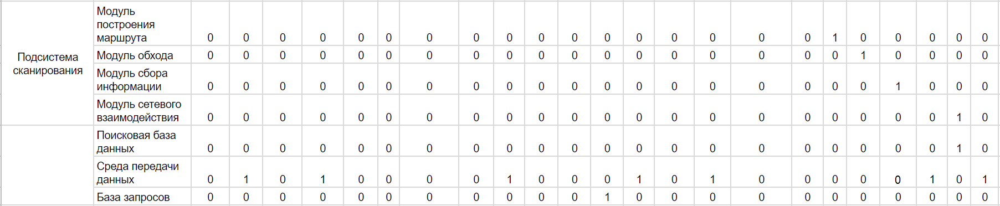 Модуль
построения
маршрута 0 0 0 0 0 0 0 0 0 0 0 0 0 0 0 0 0 1 0 0 0 0 0
Подсистема
сканирования
Модуль обхода 0 0 0 0 0 0 0 0 0 0 0 0 0 0 0 0 0 0 1 0 0 0 0
Модуль сбора
информации 0 0 0 0 0 0 0 0 0 0 0 0 0 0 0 0 0 0 0 1 0 0 0
Модуль сетевого
взаимодействия 0 0 0 0 0 0 0 0 0 0 0 0 0 0 0 0 0 0 0 0 0 1 0
Поисковая база
данных 0 0 0 0 0 0 0 0 0 0 0 0 0 0 0 0 0 0 0 0 0 1 0
Среда передачи
данных 0 1 0 1 0 0 0 0 1 0 0 0 1 0 1 0 0 0 0 0 1 0 1
База запросов 0 0 0 0 0 0 0 0 0 0 0 1 0 0 0 0 0 0 0 0 0 0 0